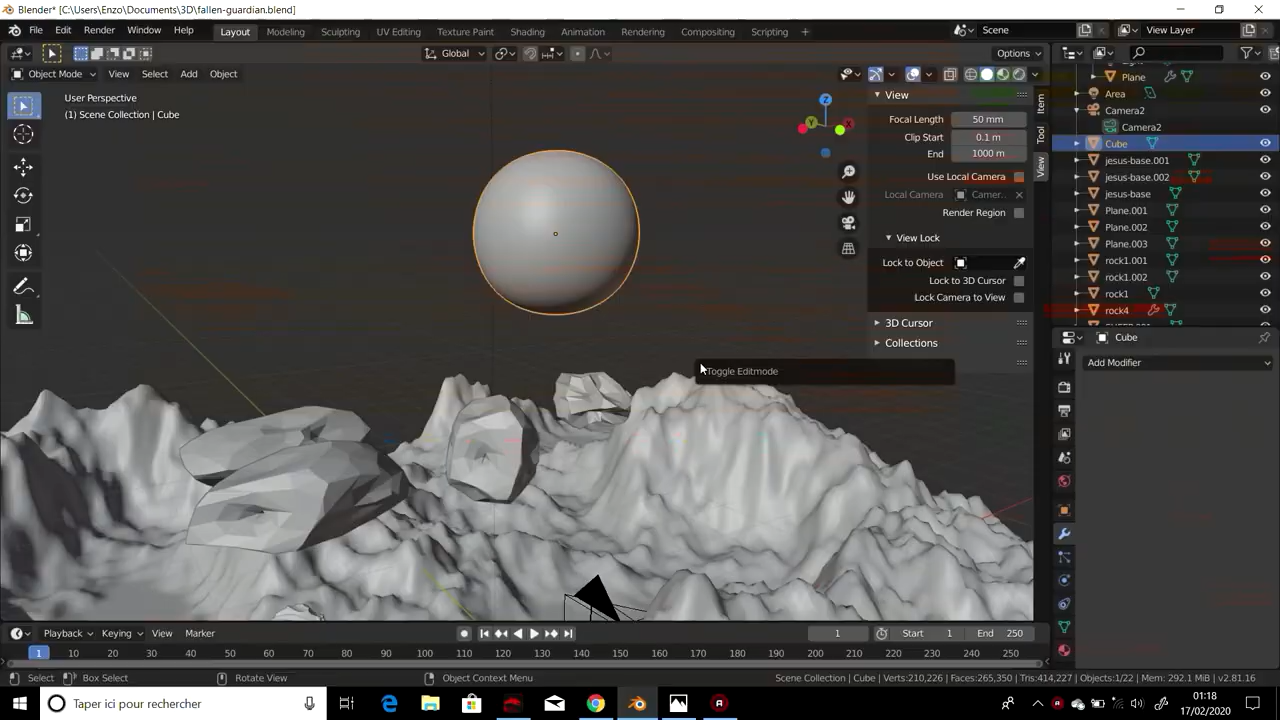 Blender* [C:\Users\Enzo\Documents\3D\fallen-guardian.blend]
File Edit Render Window Help Layout Modeling Sculpting UV Editing Texture Paint Shading Animation Rendering Compositing Scripting + Scene View Layer
Global Options
Object Mode View Select Add Object
User Perspective
(1) Scene Collection | Cube
Z
Y
X
View
Focal Length 50 mm
Clip Start 0.1 m
End 1000 m
Use Local Camera
Local Camera Camer..
Render Region
View Lock
Lock to Object
Lock to 3D Cursor
Lock Camera to View
3D Cursor
Collections
Item
Tool
View
Toggle Editmode
Plane
Area
Camera2
Camera2
Cube
jesus-base.001
jesus-base.002
jesus-base
Plane.001
Plane.002
Plane.003
rock1.001
rock1.002
rock1
rock4
Cube
Add Modifier
Playback Keying View Marker 1 Start 1 End 250
1 10 20 30 40 50 60 70 80 90 100 110 120 130 140 150 160 170 180 190 200 210 220 230 240 250
Select Box Select Rotate View Object Context Menu Scene Collection | Cube | Verts:210,226 | Faces:265,350 | Tris:414,227 | Objects:1/22 | Mem: 292.1 MiB | v2.81.16
Taper ici pour rechercher
01:18
17/02/2020